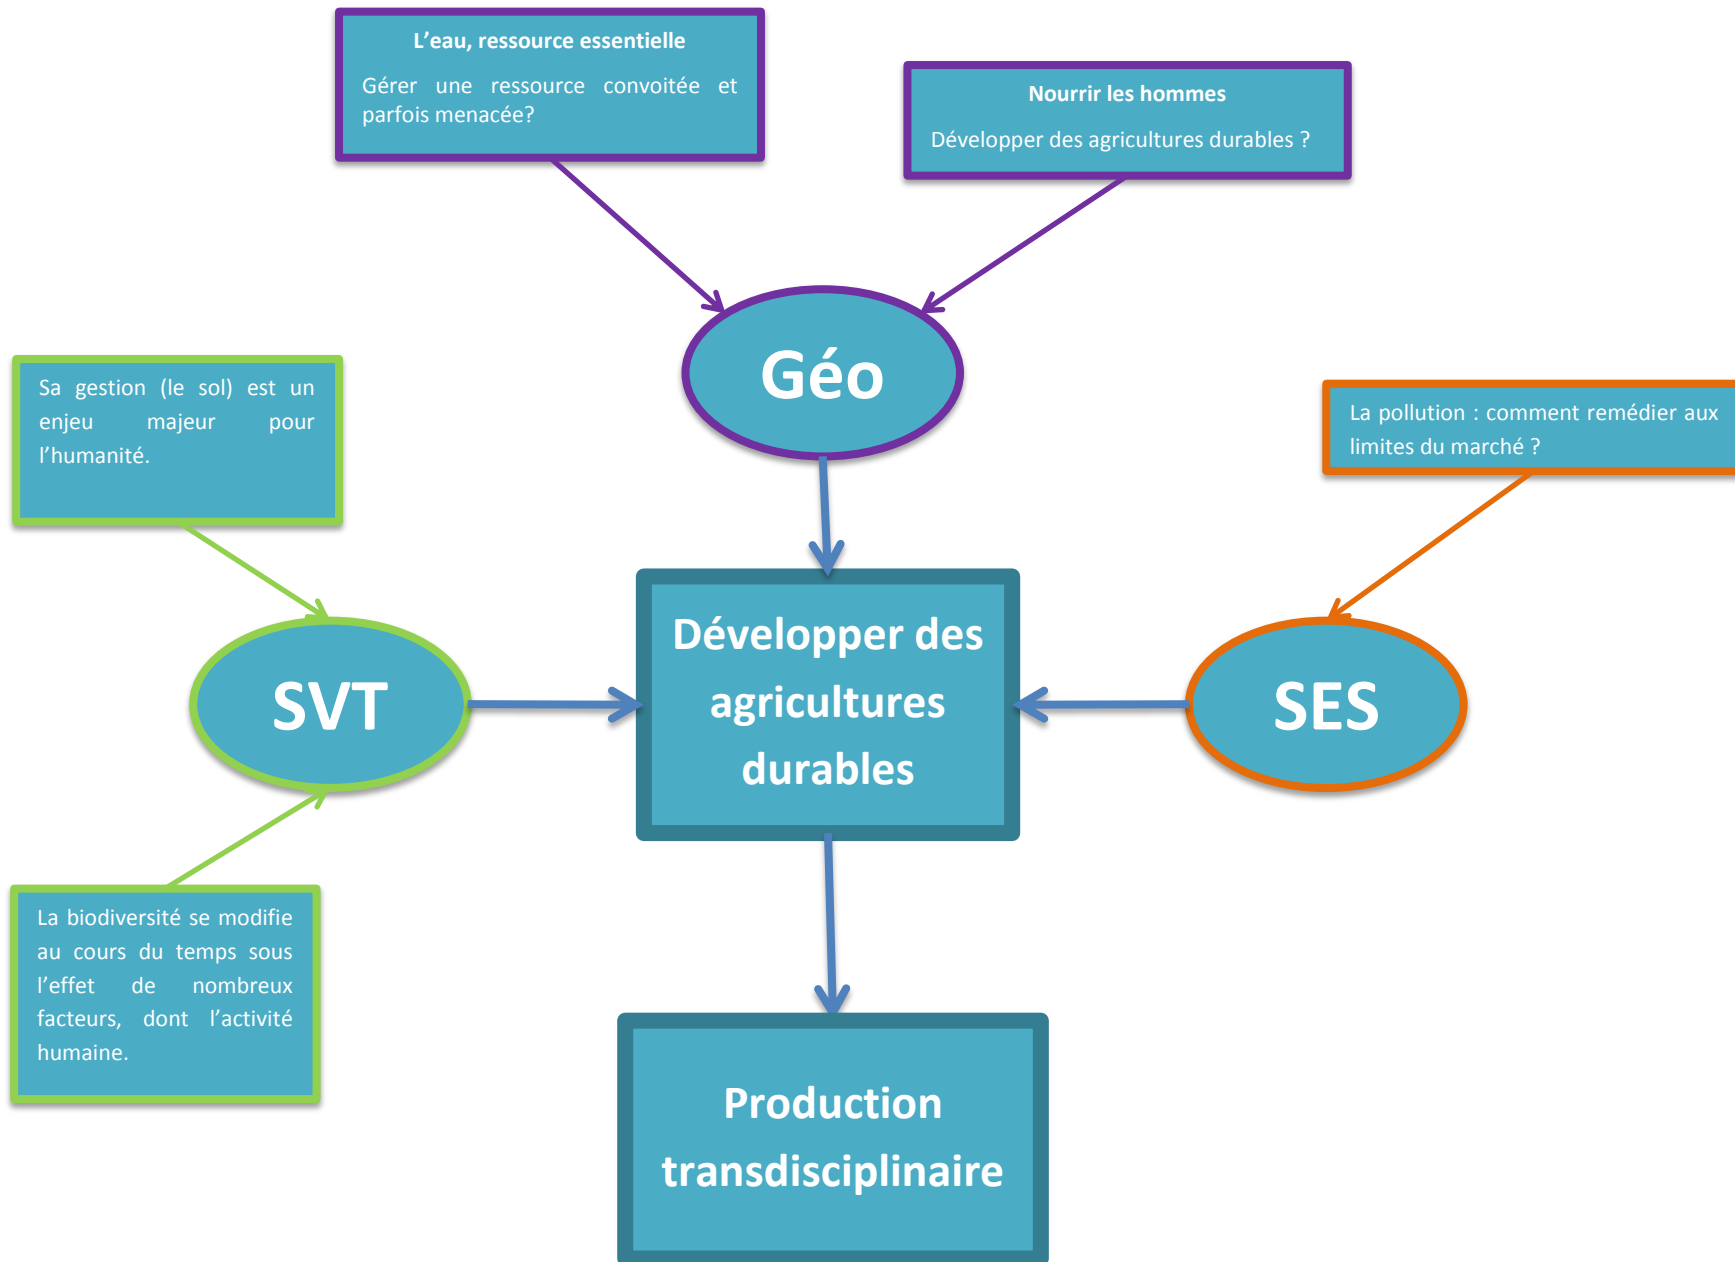 L’eau, ressource essentielle
Gérer une ressource convoitée et
parfois menacée?
Nourrir les hommes
Développer des agricultures durables ?
Géo
Sa gestion (le sol) est un
enjeu majeur pour
l’humanité.
La pollution : comment remédier aux
limites du marché ?
SVT
Développer des
agricultures
durables
SES
La biodiversité se modifie
au cours du temps sous
l’effet de nombreux
facteurs, dont l’activité
humaine.
Production
transdisciplinaire